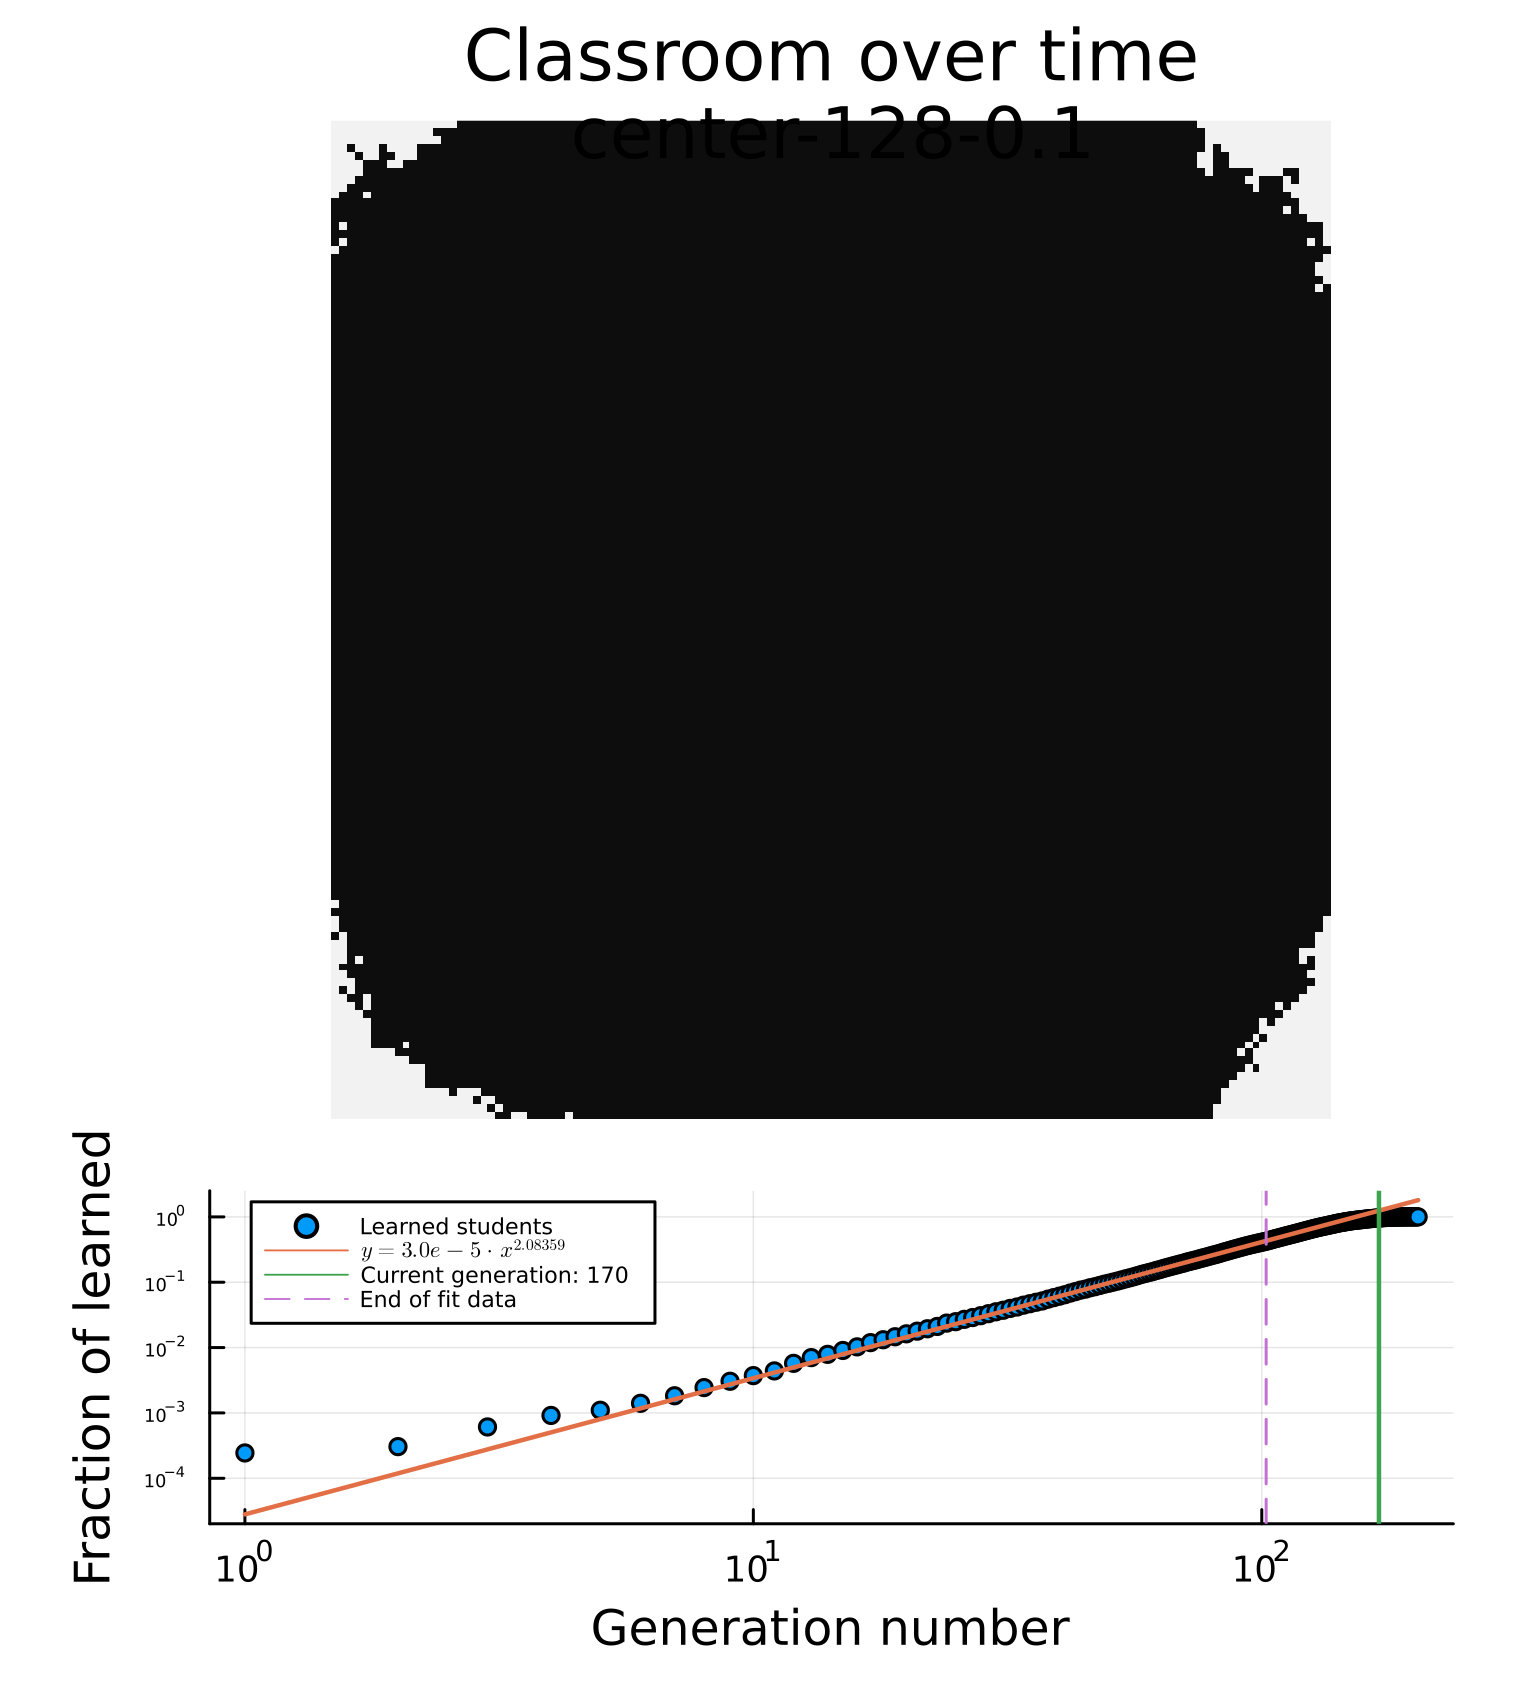 Classroom over time
center-128-0.1
Fraction of learned
10⁰
10⁻¹
10⁻²
10⁻³
10⁻⁴
Learned students
y = 3.0e − 5 · x^2.08359
Current generation: 170
End of fit data
10⁰ 10¹ 10²
Generation number